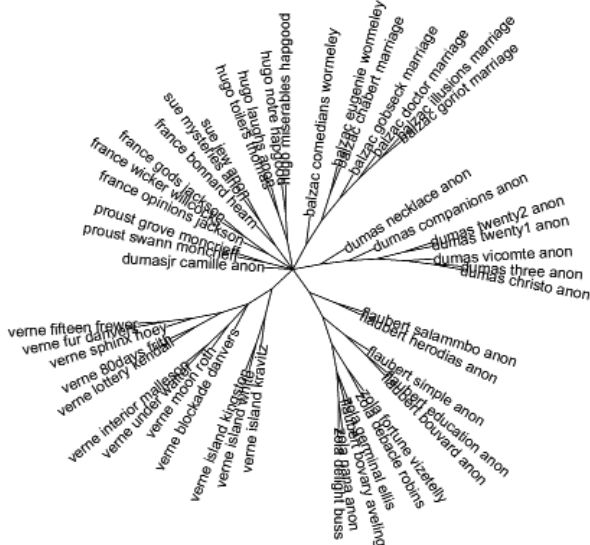 balzac comedians wormeley
balzac eugenie wormeley
balzac chabert marriage
balzac gobseck marriage
balzac doctor marriage
balzac illusions marriage
balzac goriot marriage
dumas necklace anon
dumas companions anon
dumas twenty2 anon
dumas twenty1 anon
dumas vicomte anon
dumas three anon
dumas christo anon
flaubert salammbo anon
flaubert herodias anon
flaubert simple anon
flaubert education anon
flaubert bouvard anon
zola fortune vizetelly
zola debacle robins
zola germinal ellis
flaubert bovary aveling
zola nana anon
zola delight buss
verne island kravitz
verne island white
verne island kingston
verne blockade danvers
verne moon roth
verne under walter
verne interior malleson
verne lottery kendall
verne 80days frith
verne sphinx hoey
verne fur danvers
verne fifteen frewer
dumasjr camille anon
proust swann moncrieff
proust grove moncrieff
france opinions jackson
france wicker willcocks
france gods jackson
france bonnard hearn
sue mysteries anon
sue jew anon
hugo toilers thomas
hugo laughs anon
hugo notre hapgood
hugo miserables hapgood